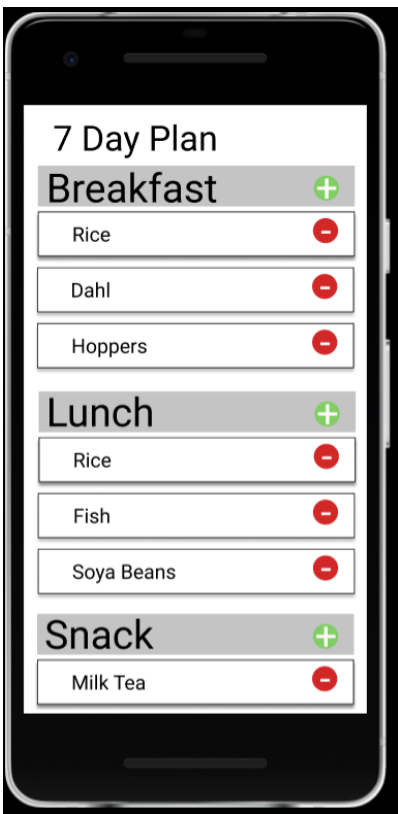 7 Day Plan
Breakfast
Rice
Dahl
Hoppers
Lunch
Rice
Fish
Soya Beans
Snack
Milk Tea